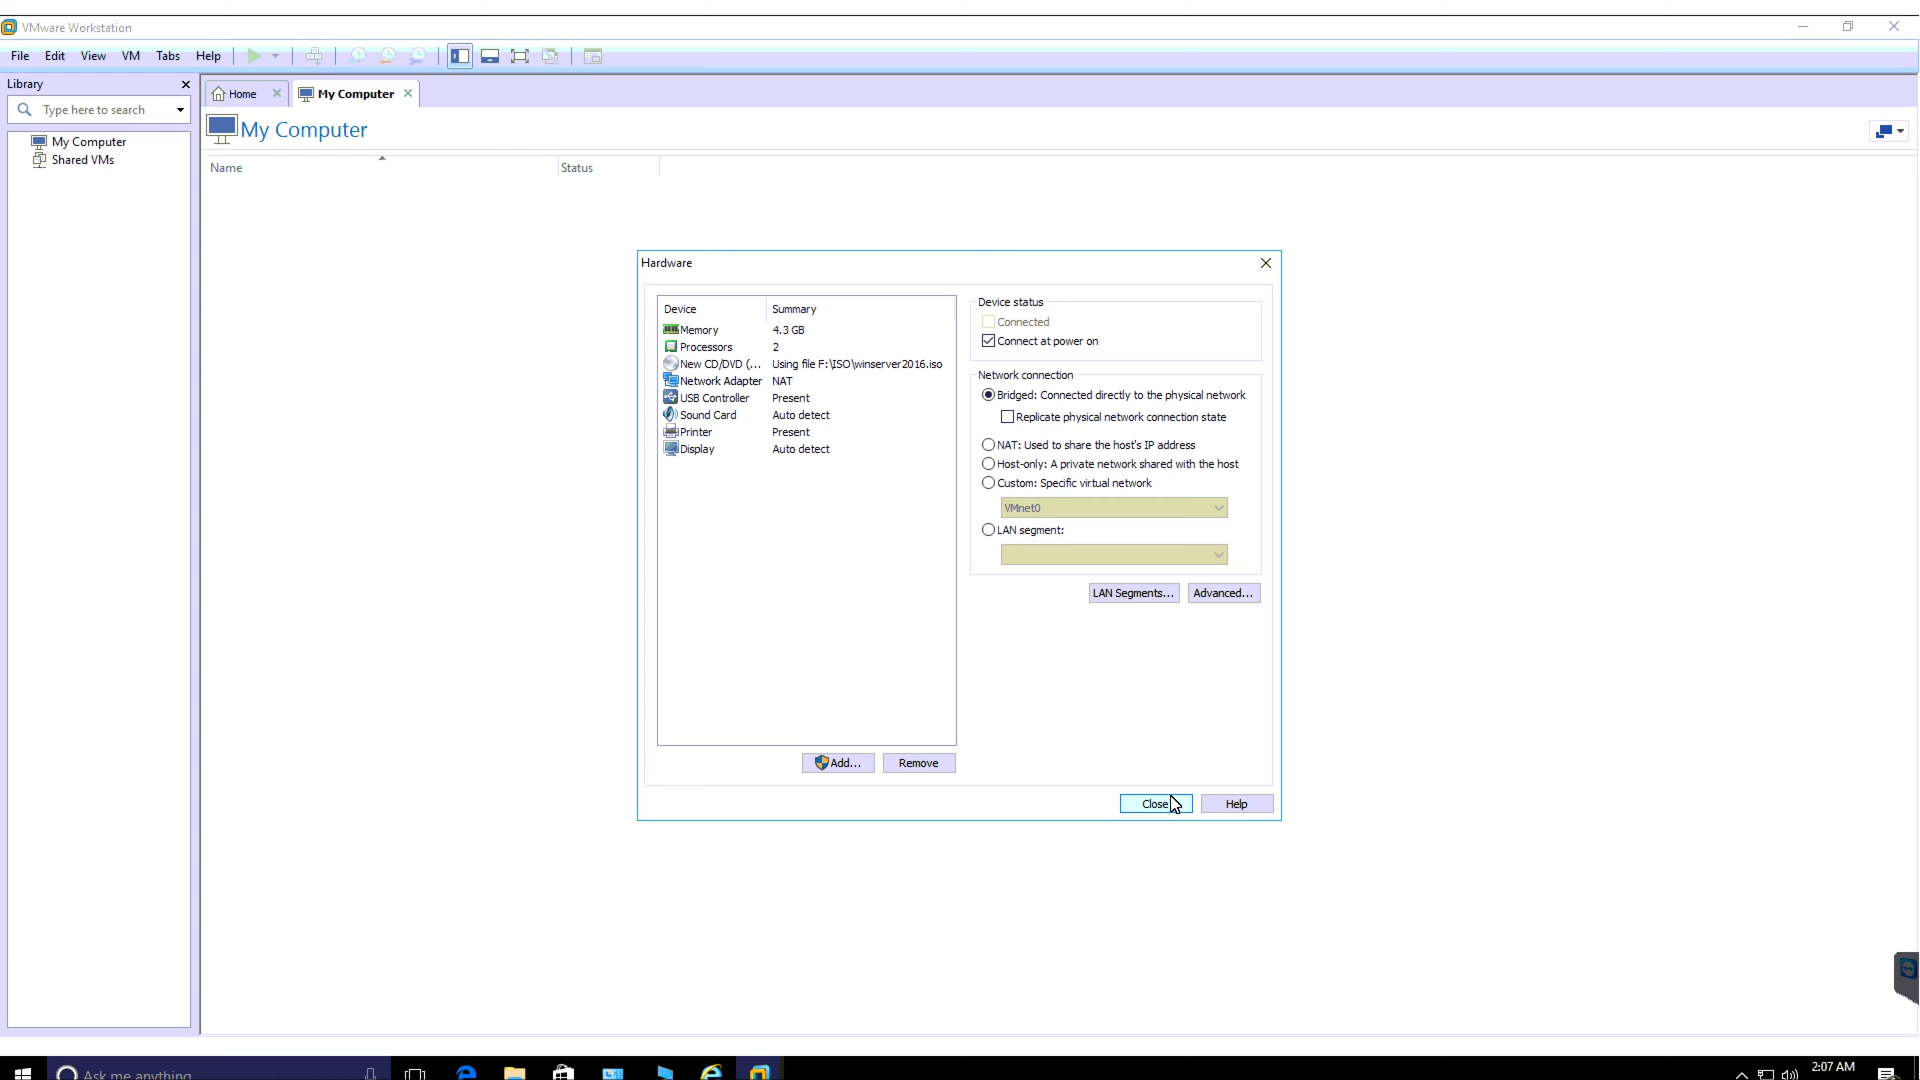 VMware Workstation
File Edit View VM Tabs Help
Library
Home
My Computer
Type here to search
My Computer
My Computer
Shared VMs
Name
Status
Hardware
Device
Summary
Memory
4.3 GB
Processors
2
New CD/DVD (...
Using file F:\ISO\winserver2016.iso
Network Adapter
NAT
USB Controller
Present
Sound Card
Auto detect
Printer
Present
Display
Auto detect
Device status
Connected
Connect at power on
Network connection
Bridged: Connected directly to the physical network
Replicate physical network connection state
NAT: Used to share the host's IP address
Host-only: A private network shared with the host
Custom: Specific virtual network
VMnet0
LAN segment:
LAN Segments...
Advanced...
Add...
Remove
Close
Help
Ask me anything
2:07 AM